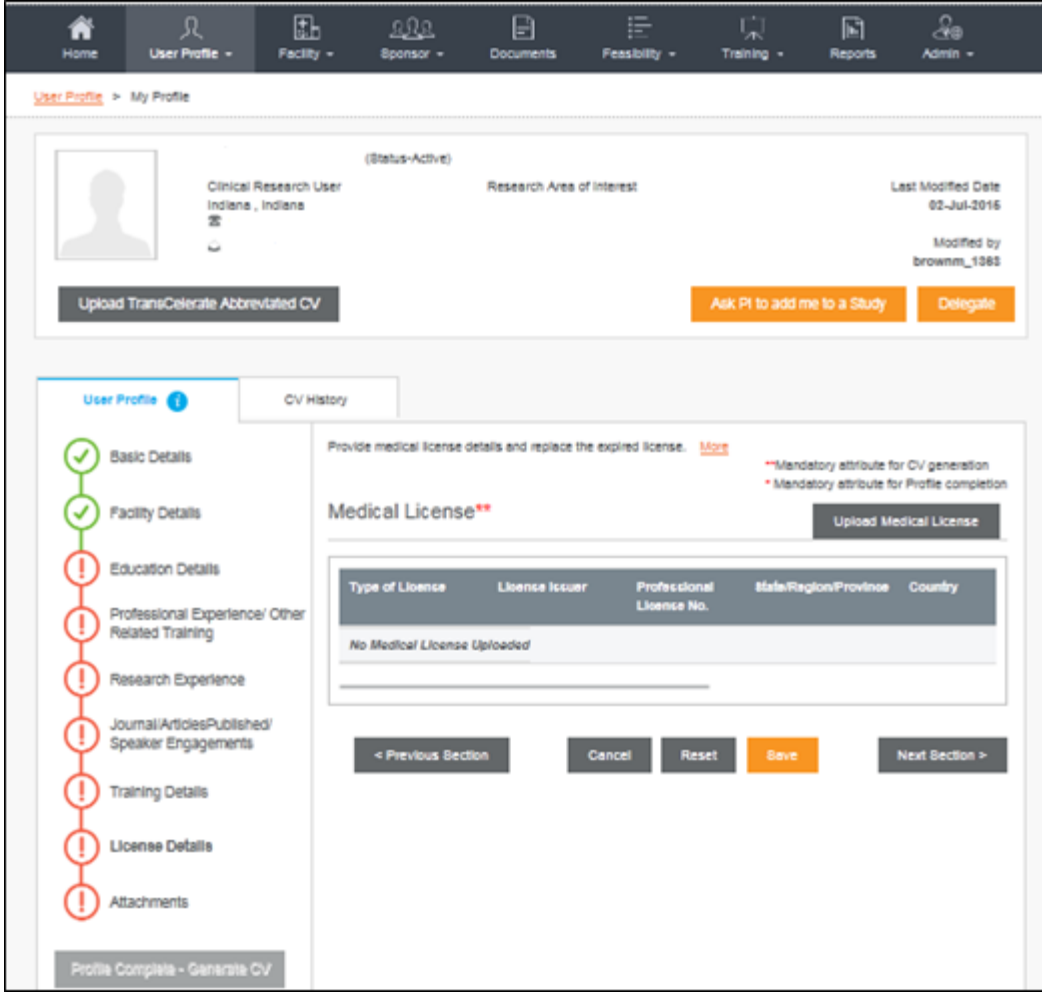 Home
User Profile
Facility
Sponsor
Documents
Feasibility
Training
Reports
Admin
User Profile > My Profile
(Status-Active)
Clinical Research User
Indiana , Indiana
Research Area of Interest
Last Modified Date
02-Jul-2015
Modified by
brownm_1363
Upload TransCelerate Abbreviated CV
Ask PI to add me to a Study
Delegate
User Profile
CV History
Basic Details
Facility Details
Education Details
Professional Experience/ Other
Related Training
Research Experience
Journal/ArticlesPublished/
Speaker Engagements
Training Details
License Details
Attachments
Profile Complete - Generate CV
Provide medical license details and replace the expired license. More
**Mandatory attribute for CV generation
* Mandatory attribute for Profile completion
Medical License**
Upload Medical License
Type of License
License Issuer
Professional
License No.
State/Region/Province
Country
No Medical License Uploaded
< Previous Section
Cancel
Reset
Save
Next Section >